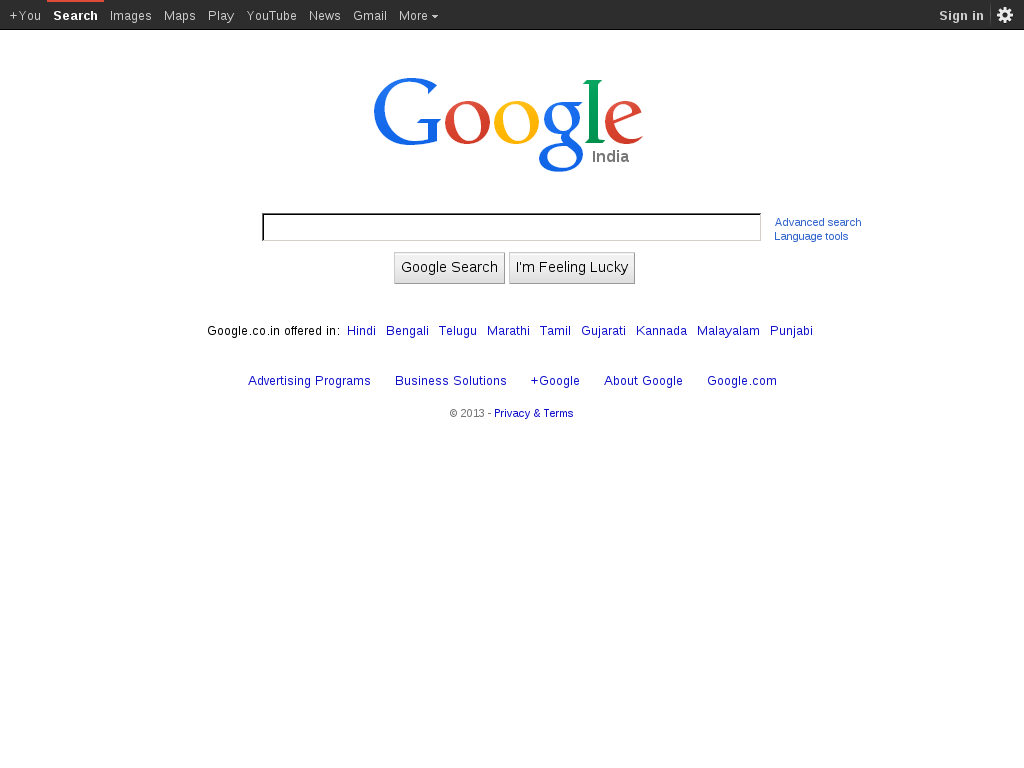 +You Search Images Maps Play YouTube News Gmail More Sign in
Google
India
Advanced search
Language tools
Google Search I'm Feeling Lucky
Google.co.in offered in: Hindi Bengali Telugu Marathi Tamil Gujarati Kannada Malayalam Punjabi
Advertising Programs Business Solutions +Google About Google Google.com
© 2013 - Privacy & Terms